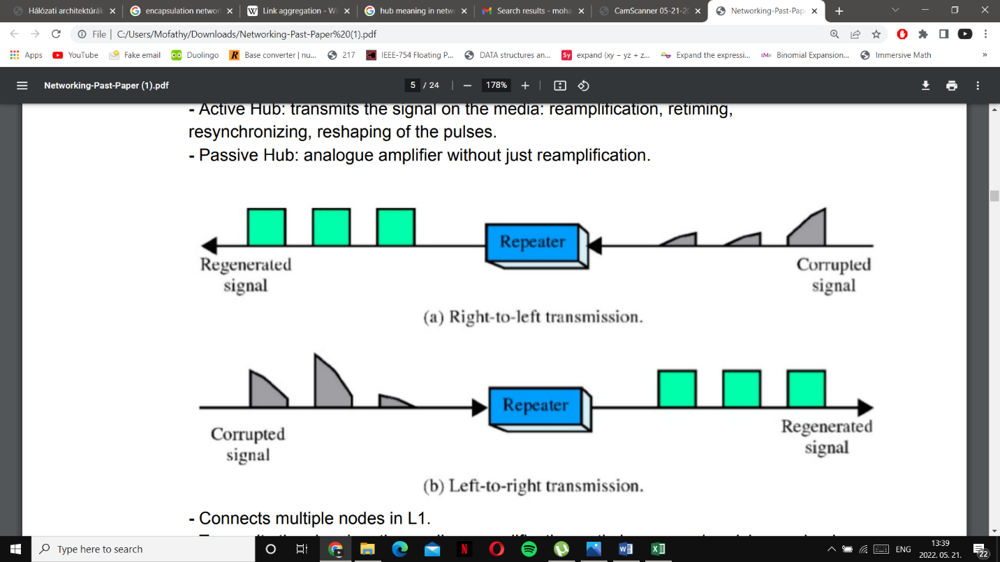 Hálózati architektúrák
encapsulation networ
Link aggregation - Wi
hub meaning in netw
Search results - moha
CamScanner 05-21-20
Networking-Past-Pap
File | C:/Users/Mofathy/Downloads/Networking-Past-Paper%20(1).pdf
Apps
YouTube
Fake email
Duolingo
Base converter | nu...
217
IEEE-754 Floating P...
DATA structures an...
Sy
expand (xy − yz + z...
Expand the expressi...
Binomial Expansion...
Immersive Math
»
Networking-Past-Paper (1).pdf
5 / 24
178%
- Active Hub: transmits the signal on the media: reamplification, retiming,
resynchronizing, reshaping of the pulses.
- Passive Hub: analogue amplifier without just reamplification.
Repeater
Regenerated
signal
Corrupted
signal
(a) Right-to-left transmission.
Repeater
Corrupted
signal
Regenerated
signal
(b) Left-to-right transmission.
- Connects multiple nodes in L1.
Type here to search
ENG
13:39
2022. 05. 21.
22